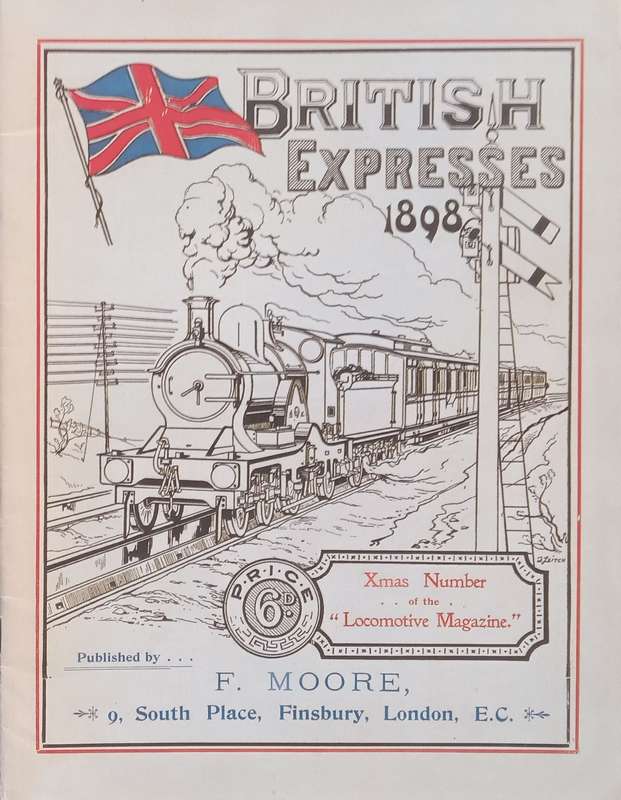 BRITISH
EXPRESSES
1898
D. LEITCH
PRICE
6D.
Xmas Number
. . of the . .
"Locomotive Magazine."
Published by . . .
F. MOORE,
9, South Place, Finsbury, London, E.C.